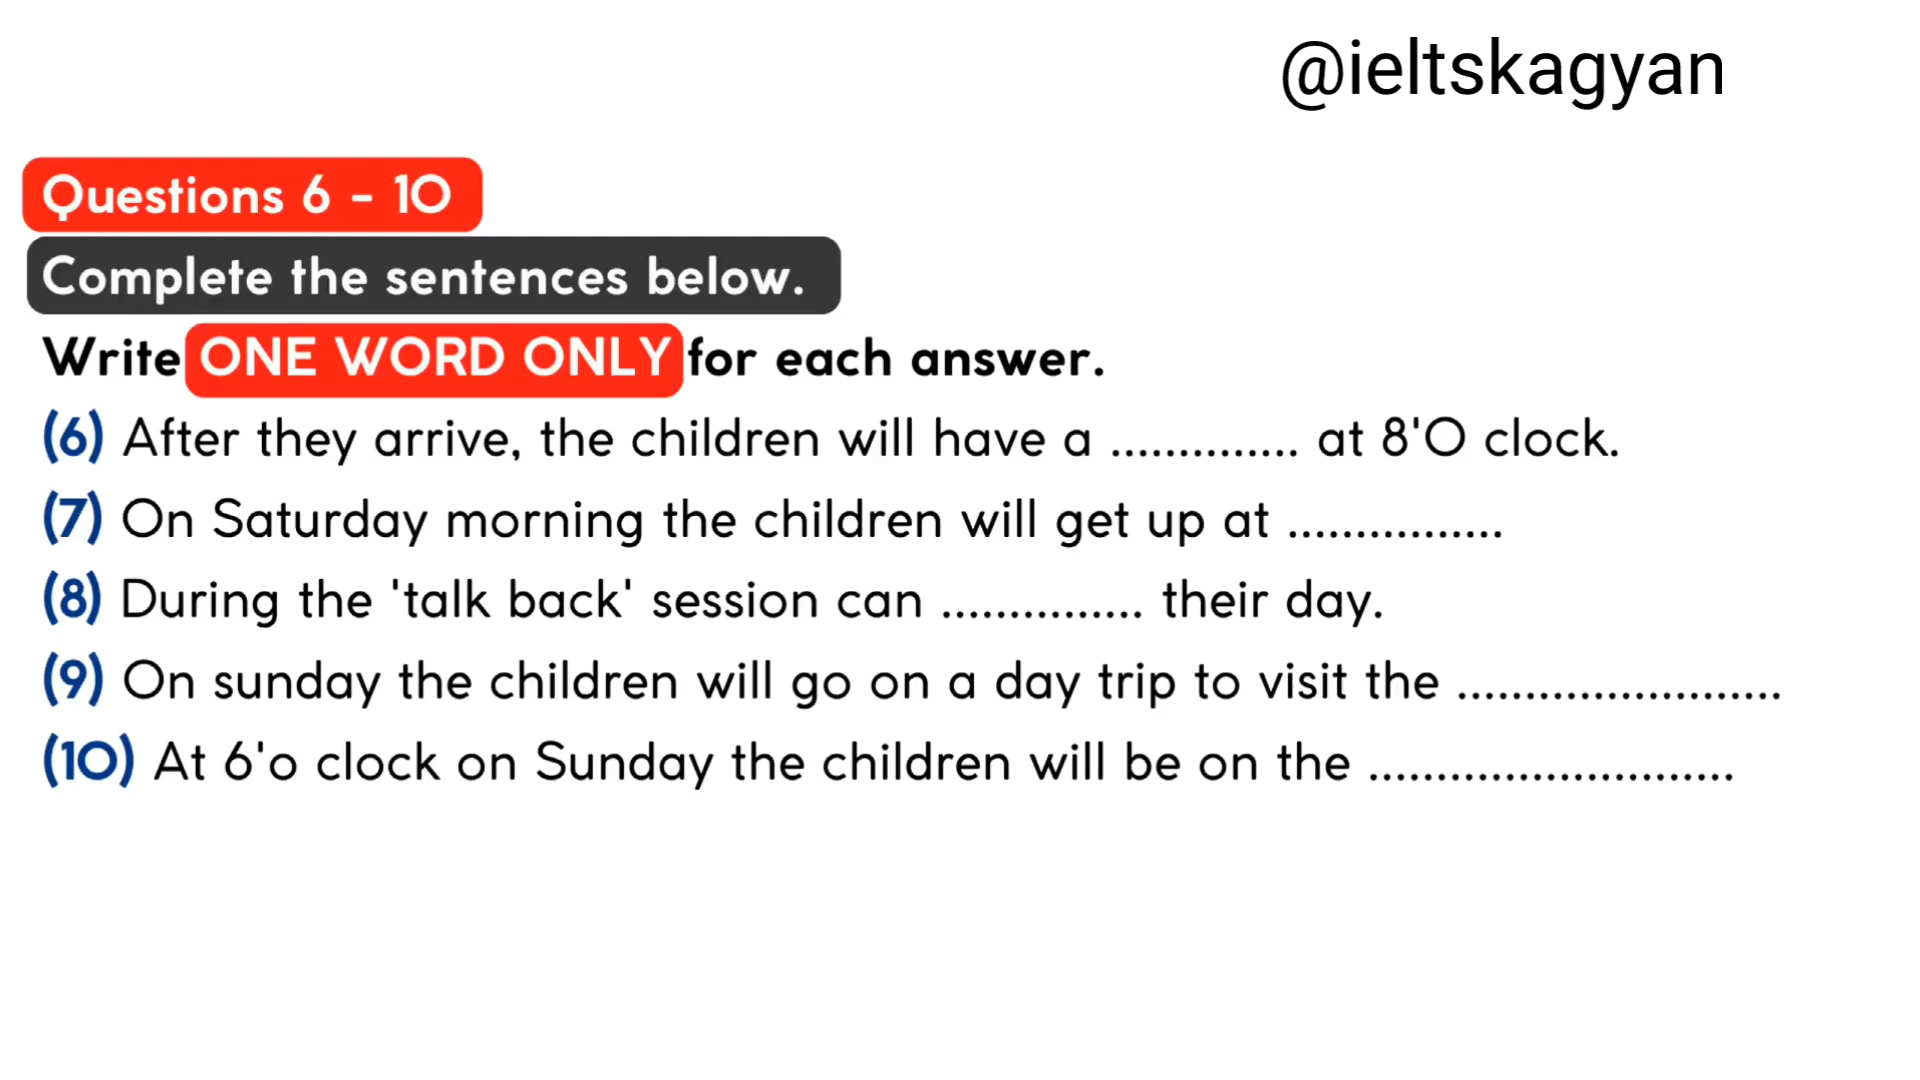 @ieltskagyan
Questions 6 - 10
Complete the sentences below.
Write ONE WORD ONLY for each answer.
(6) After they arrive, the children will have a .............. at 8'O clock.
(7) On Saturday morning the children will get up at ................
(8) During the 'talk back' session can ............... their day.
(9) On sunday the children will go on a day trip to visit the ........................
(10) At 6'o clock on Sunday the children will be on the ...........................